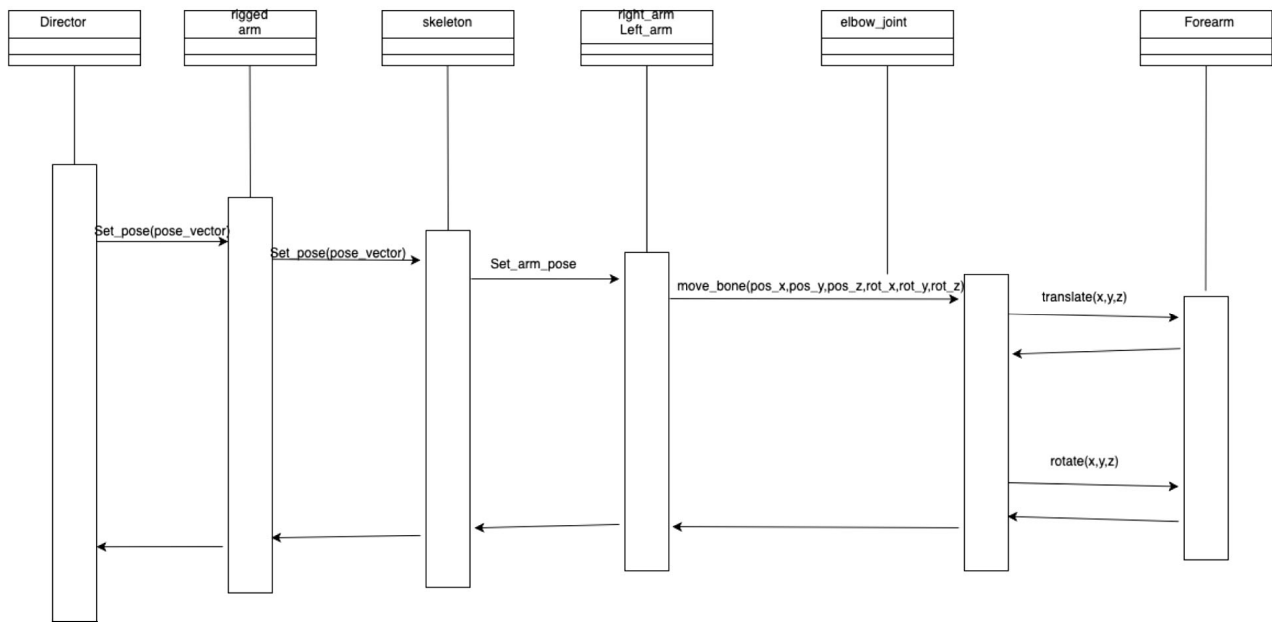 Director
rigged
arm
skeleton
right_arm
Left_arm
elbow_joint
Forearm
Set_pose(pose_vector)
Set_pose(pose_vector)
Set_arm_pose
move_bone(pos_x,pos_y,pos_z,rot_x,rot_y,rot_z)
translate(x,y,z)
rotate(x,y,z)